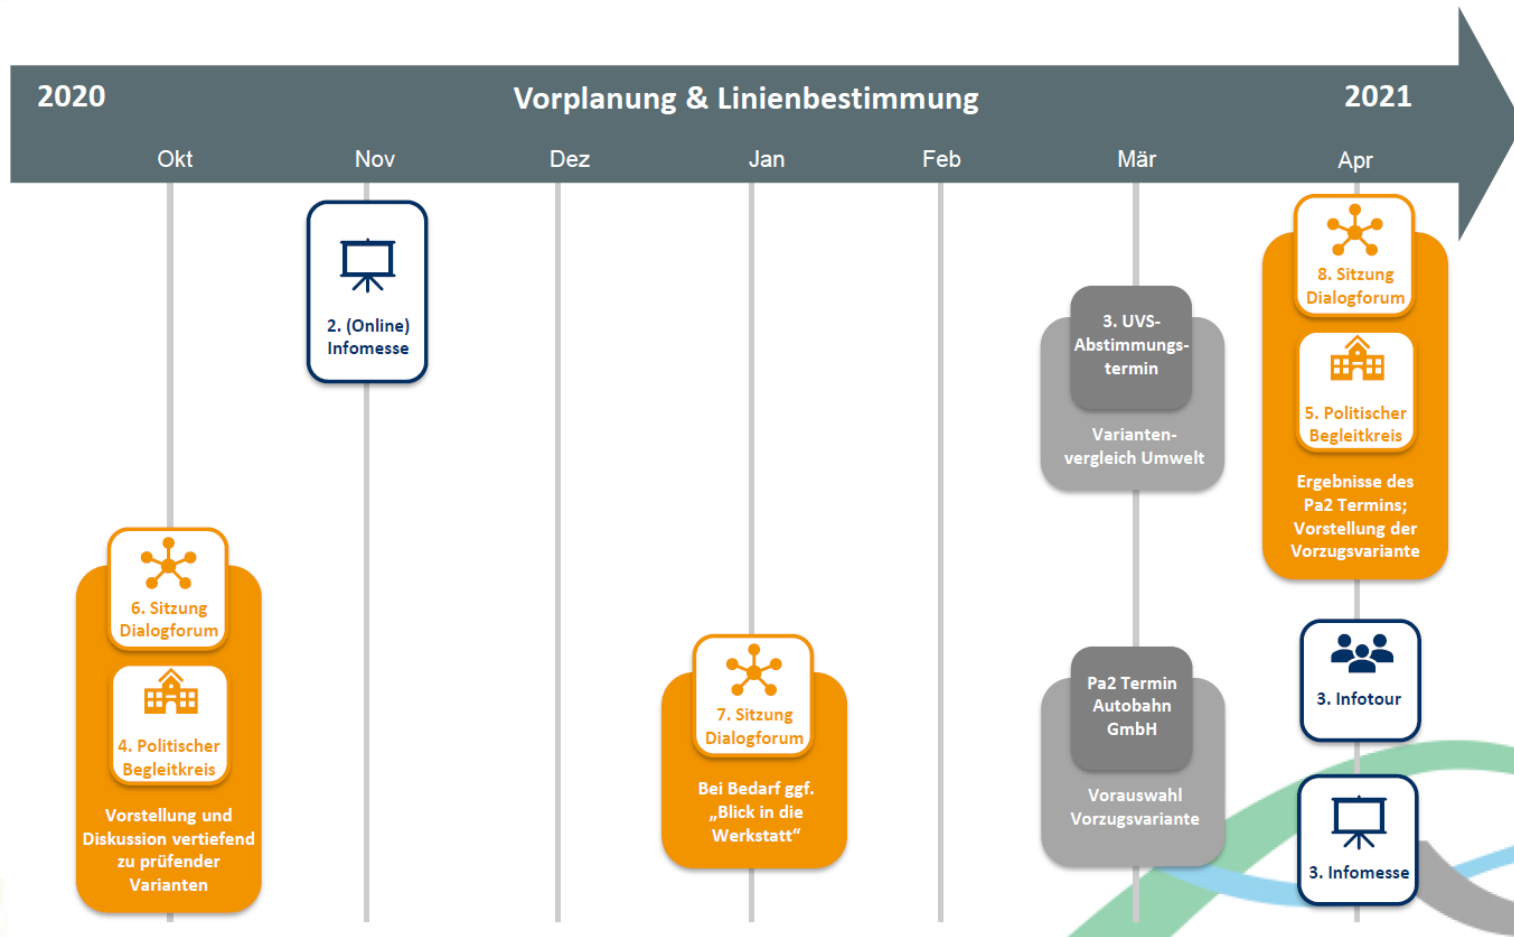 2020
Vorplanung & Linienbestimmung
2021
Okt
Nov
Dez
Jan
Feb
Mär
Apr
6. Sitzung
Dialogforum
4. Politischer
Begleitkreis
Vorstellung und
Diskussion vertiefend
zu prüfender
Varianten
2. (Online)
Infomesse
7. Sitzung
Dialogforum
Bei Bedarf ggf.
„Blick in die
Werkstatt“
3. UVS-
Abstimmungs-
termin
Varianten-
vergleich Umwelt
Pa2 Termin
Autobahn
GmbH
Vorauswahl
Vorzugsvariante
8. Sitzung
Dialogforum
5. Politischer
Begleitkreis
Ergebnisse des
Pa2 Termins;
Vorstellung der
Vorzugsvariante
3. Infotour
3. Infomesse